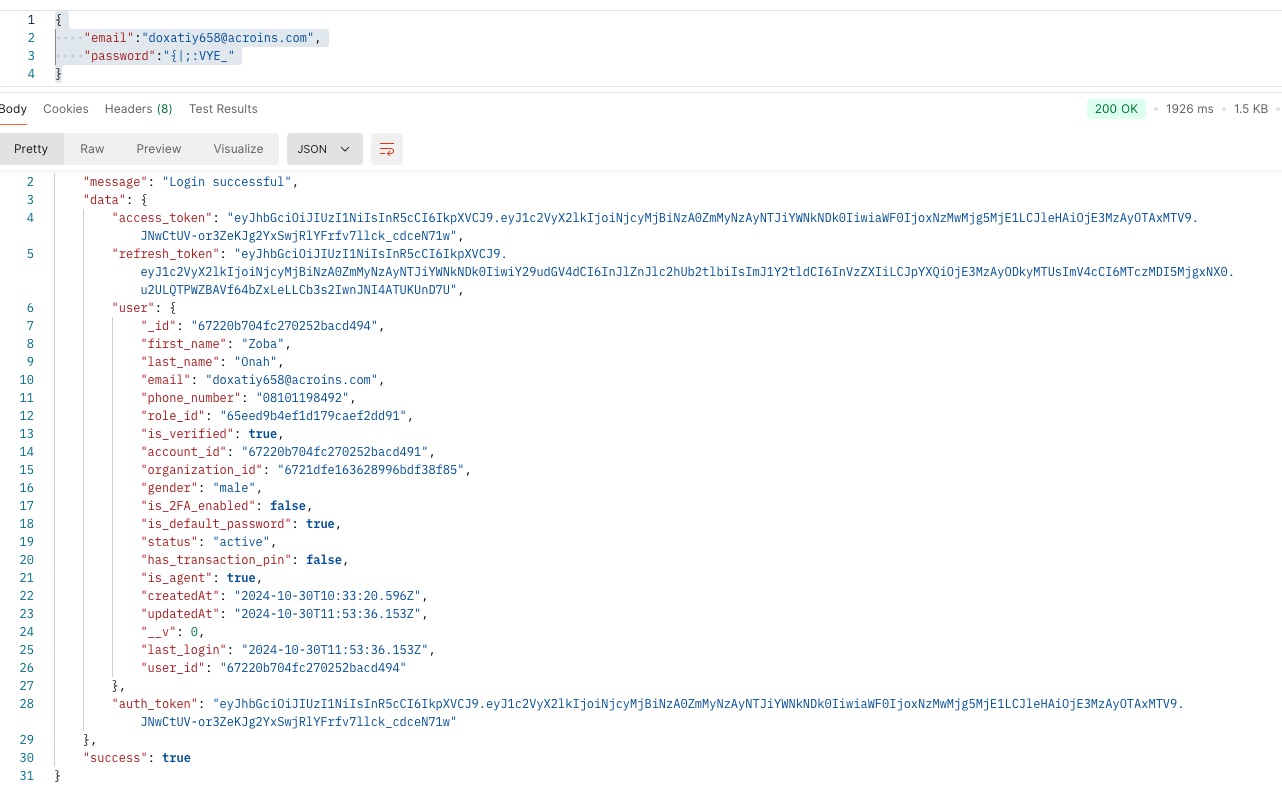 1 {
2 ····"email":"doxatiy658@acroins.com",
3 ····"password":"{|;:VYE_"
4 }
Body Cookies Headers (8) Test Results 200 OK • 1926 ms • 1.5 KB •
Pretty Raw Preview Visualize JSON
2 "message": "Login successful",
3 "data": {
4 "access_token": "eyJhbGciOiJIUzI1NiIsInR5cCI6IkpXVCJ9.eyJ1c2VyX2lkIjoiNjcyMjBiNzA0ZmMyNzAyNTJiYWNkNDk0IiwiaWF0IjoxNzMwMjg5MjE1LCJleHAiOjE3MzAyOTAxMTV9.
JNwCtUV-or3ZeKJg2YxSwjRlYFrfv7llck_cdceN71w",
5 "refresh_token": "eyJhbGciOiJIUzI1NiIsInR5cCI6IkpXVCJ9.
eyJ1c2VyX2lkIjoiNjcyMjBiNzA0ZmMyNzAyNTJiYWNkNDk0IiwiY29udGV4dCI6InJlZnJlc2hUb2tlbiIsImJ1Y2tldCI6InVzZXIiLCJpYXQiOjE3MzAyODkyMTUsImV4cCI6MTczMDI5MjgxNX0.
u2ULQTPWZBAVf64bZxLeLLCb3s2IwnJNI4ATUKUnD7U",
6 "user": {
7 "_id": "67220b704fc270252bacd494",
8 "first_name": "Zoba",
9 "last_name": "Onah",
10 "email": "doxatiy658@acroins.com",
11 "phone_number": "08101198492",
12 "role_id": "65eed9b4ef1d179caef2dd91",
13 "is_verified": true,
14 "account_id": "67220b704fc270252bacd491",
15 "organization_id": "6721dfe163628996bdf38f85",
16 "gender": "male",
17 "is_2FA_enabled": false,
18 "is_default_password": true,
19 "status": "active",
20 "has_transaction_pin": false,
21 "is_agent": true,
22 "createdAt": "2024-10-30T10:33:20.596Z",
23 "updatedAt": "2024-10-30T11:53:36.153Z",
24 "__v": 0,
25 "last_login": "2024-10-30T11:53:36.153Z",
26 "user_id": "67220b704fc270252bacd494"
27 },
28 "auth_token": "eyJhbGciOiJIUzI1NiIsInR5cCI6IkpXVCJ9.eyJ1c2VyX2lkIjoiNjcyMjBiNzA0ZmMyNzAyNTJiYWNkNDk0IiwiaWF0IjoxNzMwMjg5MjE1LCJleHAiOjE3MzAyOTAxMTV9.
JNwCtUV-or3ZeKJg2YxSwjRlYFrfv7llck_cdceN71w"
29 },
30 "success": true
31 }